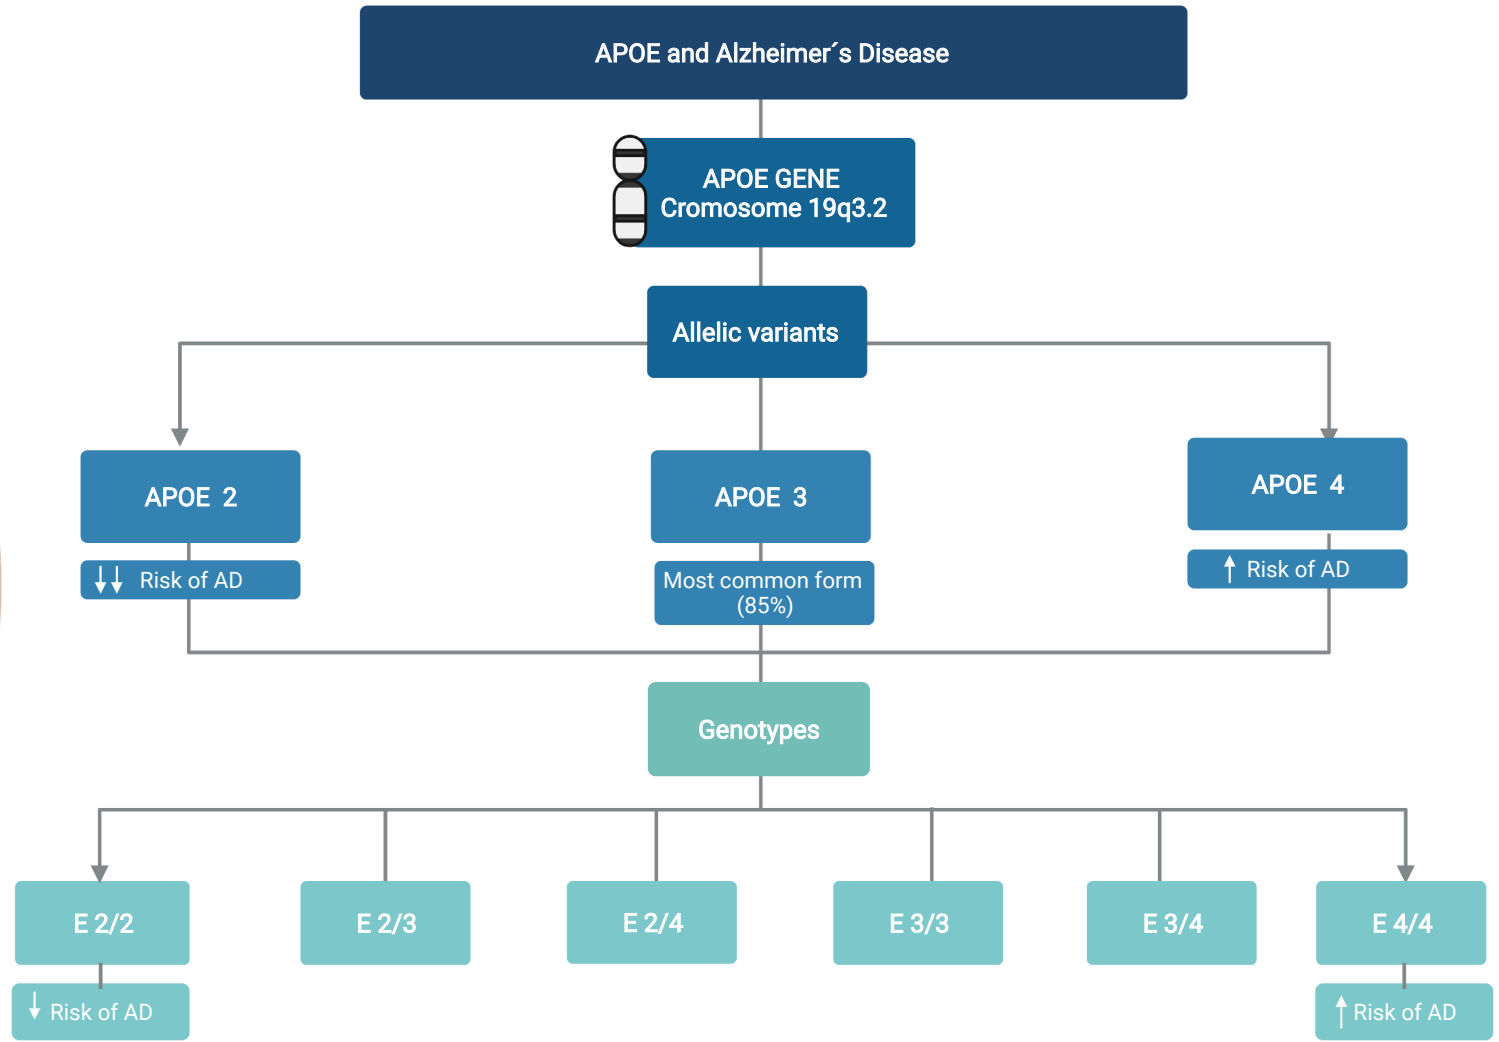 APOE and Alzheimer´s Disease
APOE GENE
Cromosome 19q3.2
Allelic variants
APOE 2
APOE 3
APOE 4
↓↓ Risk of AD
Most common form
(85%)
↑ Risk of AD
Genotypes
E 2/2
E 2/3
E 2/4
E 3/3
E 3/4
E 4/4
↓ Risk of AD
↑ Risk of AD